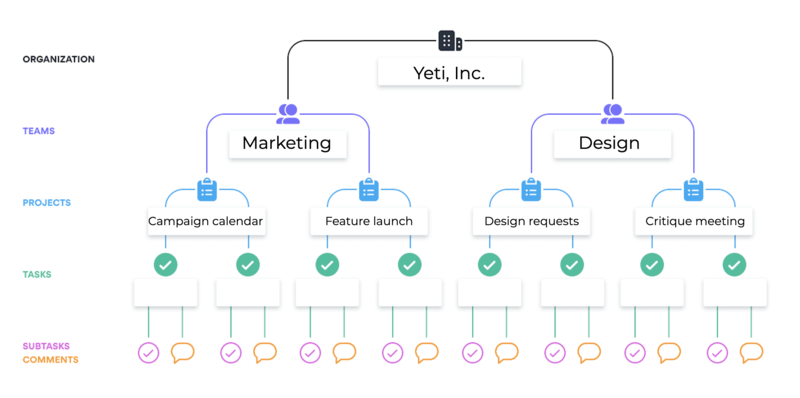 ORGANIZATION
Yeti, Inc.
TEAMS
Marketing
Design
PROJECTS
Campaign calendar
Feature launch
Design requests
Critique meeting
TASKS
SUBTASKS
COMMENTS